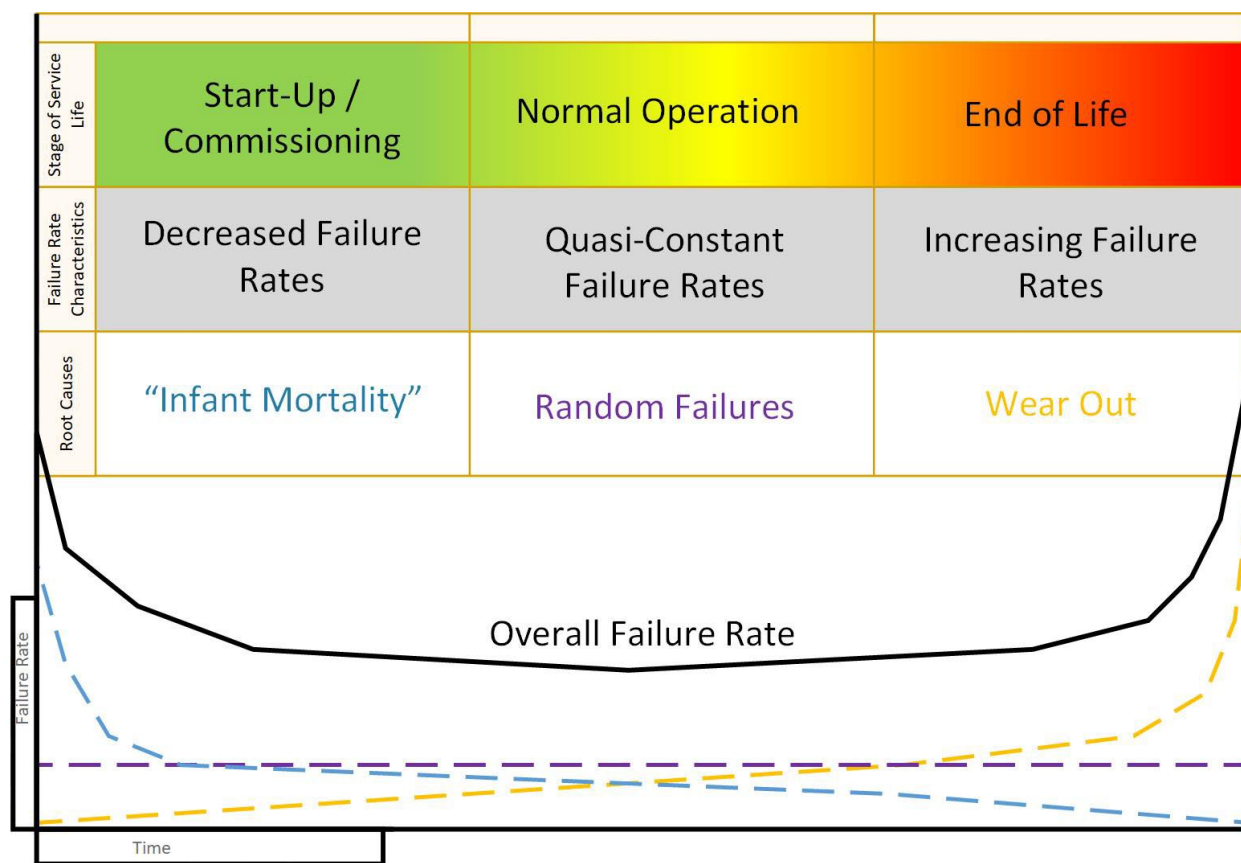 Stage of Service
Life
Start-Up /
Commissioning
Normal Operation
End of Life
Failure Rate
Characteristics
Decreased Failure
Rates
Quasi-Constant
Failure Rates
Increasing Failure
Rates
Root Causes
“Infant Mortality”
Random Failures
Wear Out
Overall Failure Rate
Failure Rate
Time